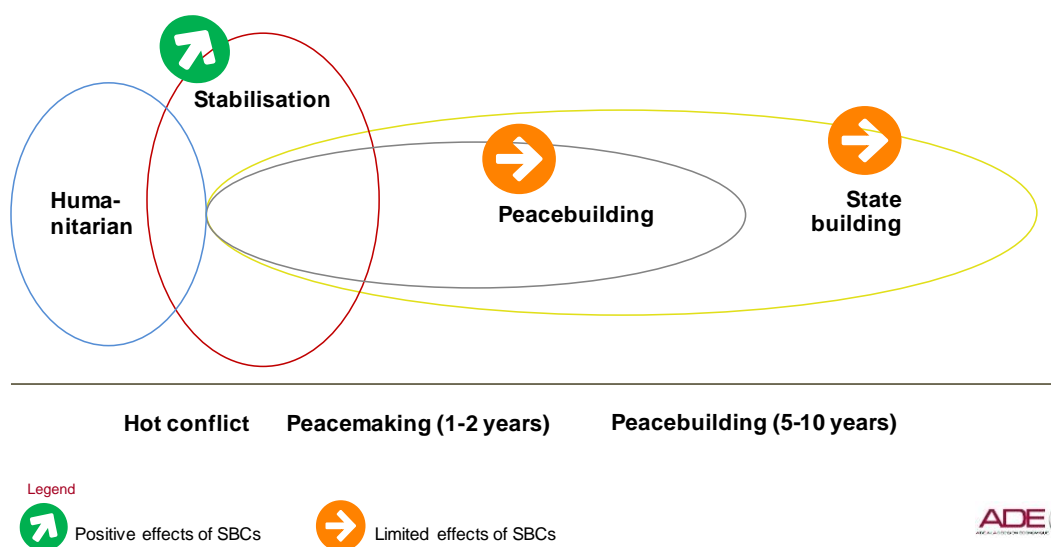 Stabilisation
Huma-
nitarian
Peacebuilding
State
building
Hot conflict
Peacemaking (1-2 years)
Peacebuilding (5-10 years)
Legend
Positive effects of SBCs
Limited effects of SBCs
ADE